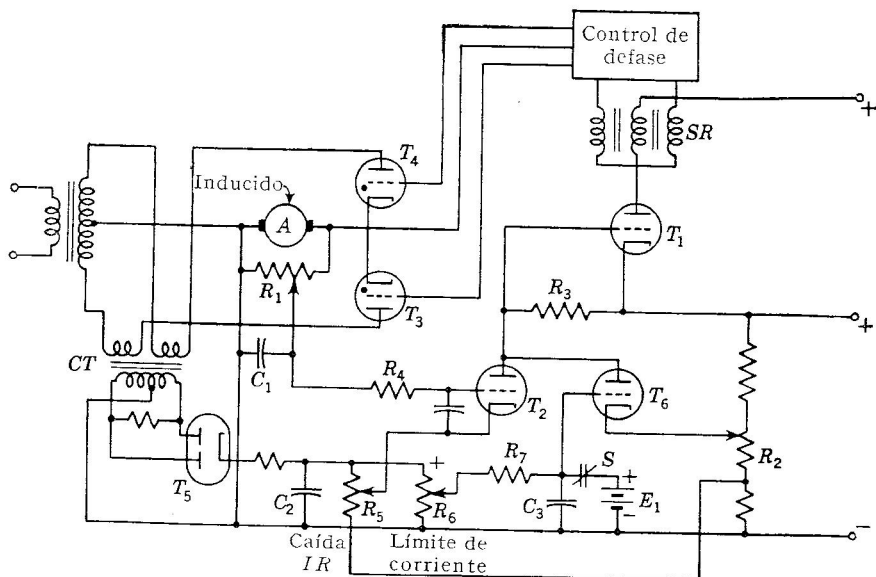 Control de
defase
+
SR
T4
Inducido
A
T1
R1
T3
R3
+
CT
C1
R4
T2
T6
R2
T5
+
R7
S
+
C2
R5
R6
C3
E1
-
-
Caída
IR
Límite de
corriente